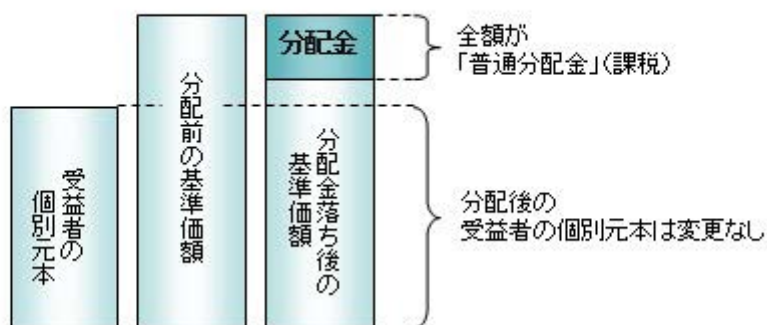 受益者の
個別元本
分配前の基準価額
分配金
分配金落ち後の
基準価額
全額が
「普通分配金」(課税)
分配後の
受益者の個別元本は変更なし